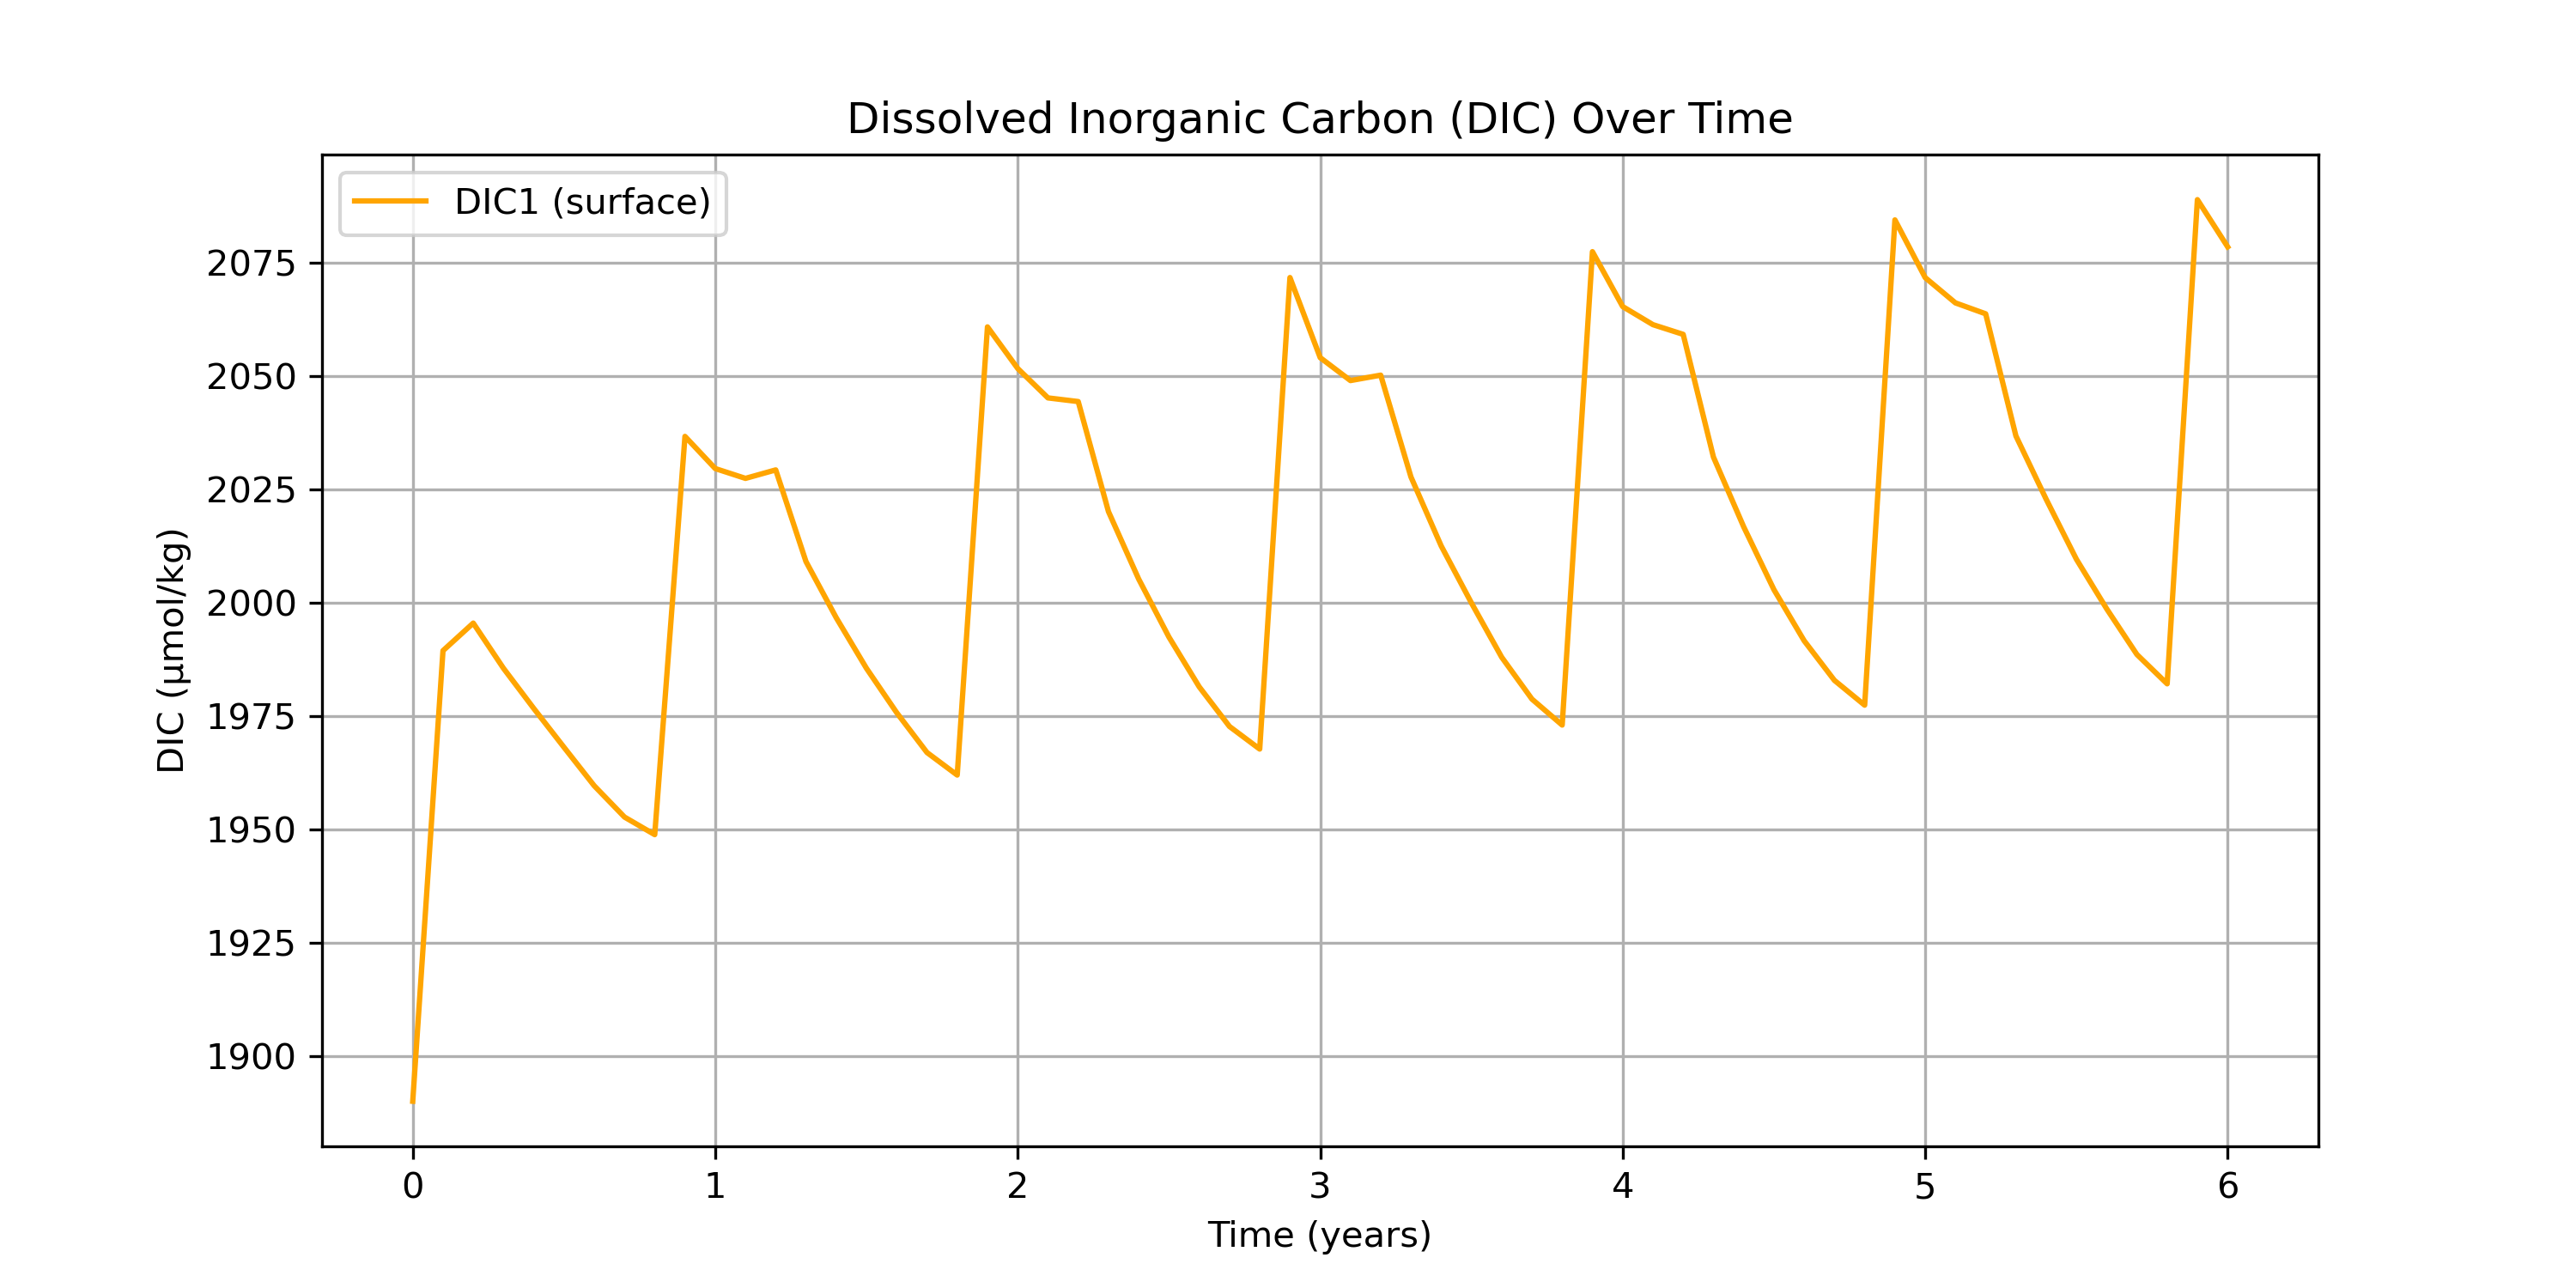 Dissolved Inorganic Carbon (DIC) Over Time
DIC1 (surface)
DIC (µmol/kg)
2075
2050
2025
2000
1975
1950
1925
1900
0 1 2 3 4 5 6
Time (years)